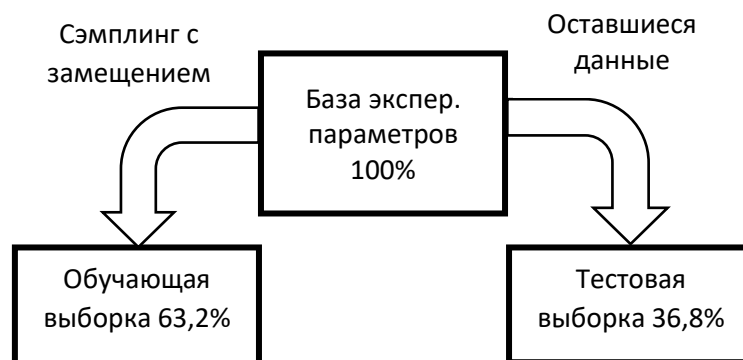 Сэмплинг с
замещением
База экспер.
параметров
100%
Оставшиеся
данные
Обучающая
выборка 63,2%
Тестовая
выборка 36,8%